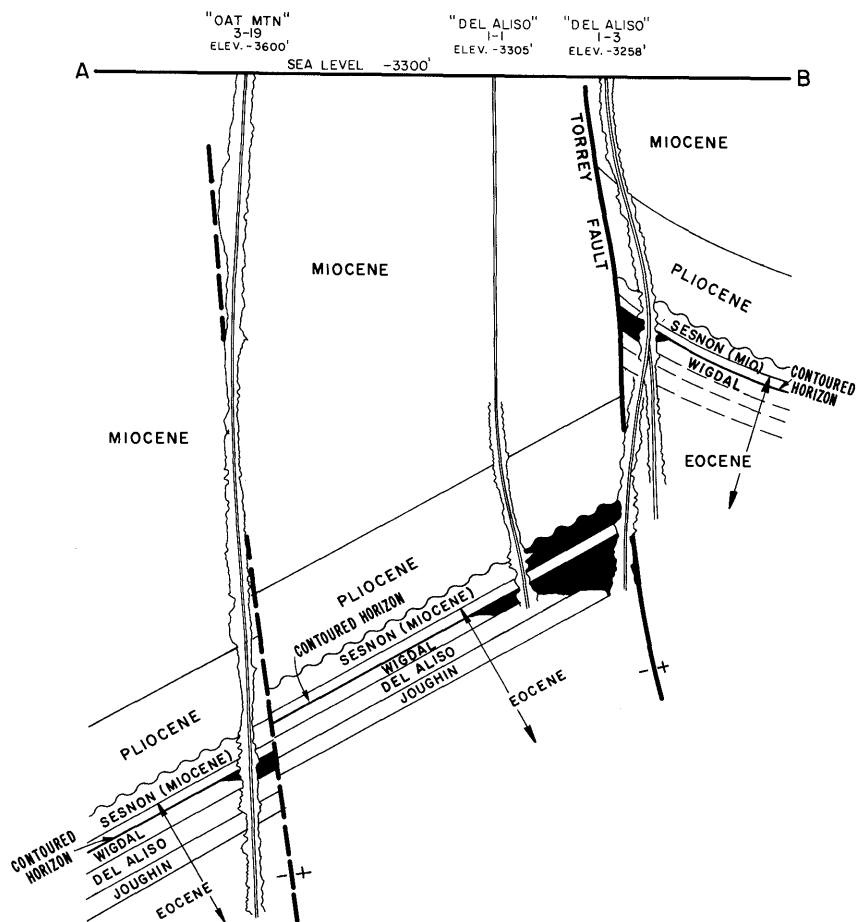 "OAT MTN"
3-19
ELEV. -3600'
"DEL ALISO"
1-1
ELEV. -3305'
"DEL ALISO"
1-3
ELEV. -3258'
A
SEA LEVEL -3300'
B
TORREY FAULT
MIOCENE
MIOCENE
MIOCENE
PLIOCENE
SESNON (MIO)
WIGDAL
CONTOURED
HORIZON
EOCENE
PLIOCENE
CONTOURED HORIZON
SESNON (MIOCENE)
WIGDAL
DEL ALISO
JOUGHIN
EOCENE
- +
PLIOCENE
SESNON (MIOCENE)
CONTOURED
HORIZON
WIGDAL
DEL ALISO
JOUGHIN
EOCENE
- +